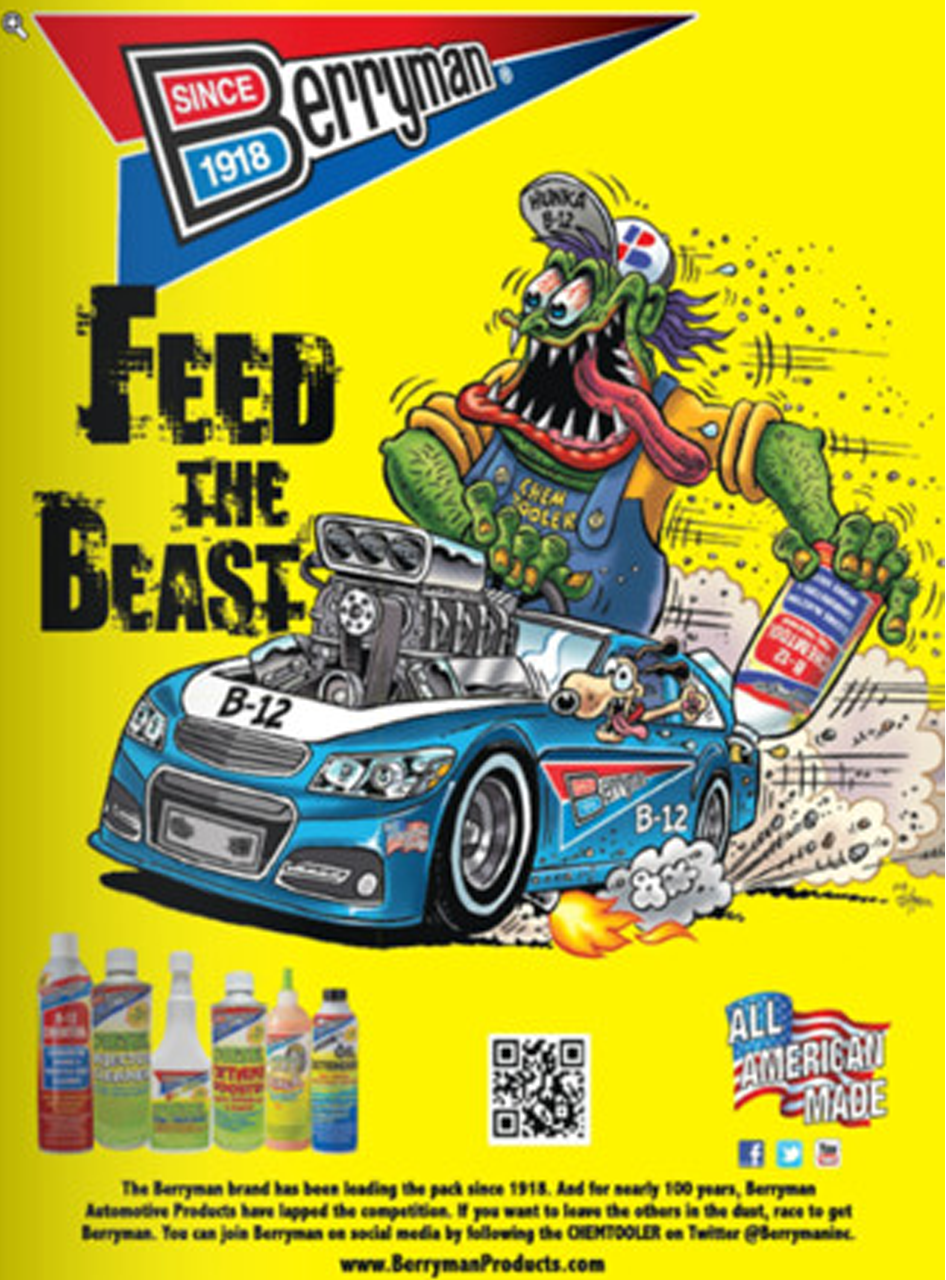 SINCE
1918
Berryman®
HUNKA
B-12
FEED
THE
BEAST
CHEM
TOOLER
B-12
CHEMTOOL
B-12
Berryman
B-12
ALL
AMERICAN
MADE
The Berryman brand has been leading the pack since 1918. And for nearly 100 years, Berryman
Automotive Products have lapped the competition. If you want to leave the others in the dust, race to get
Berryman. You can join Berryman on social media by following the CHEMTOOLER on Twitter @Berrymaninc.
www.BerrymanProducts.com